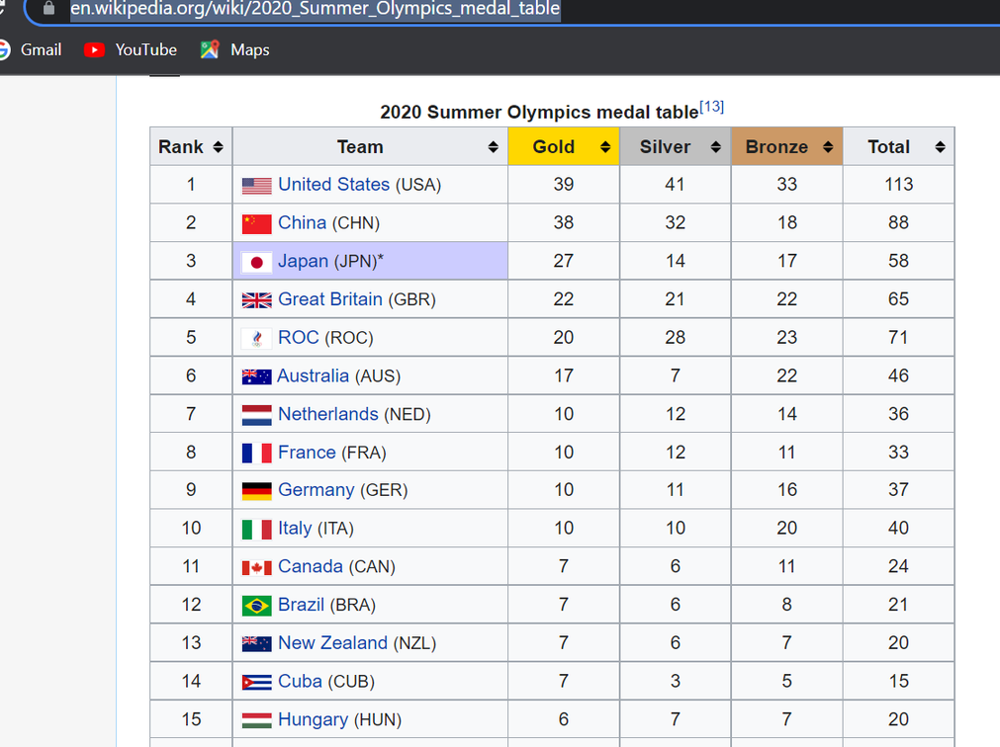 en.wikipedia.org/wiki/2020_Summer_Olympics_medal_table
Gmail YouTube Maps
2020 Summer Olympics medal table[13]
Rank Team Gold Silver Bronze Total
1 United States (USA) 39 41 33 113
2 China (CHN) 38 32 18 88
3 Japan (JPN)* 27 14 17 58
4 Great Britain (GBR) 22 21 22 65
5 ROC (ROC) 20 28 23 71
6 Australia (AUS) 17 7 22 46
7 Netherlands (NED) 10 12 14 36
8 France (FRA) 10 12 11 33
9 Germany (GER) 10 11 16 37
10 Italy (ITA) 10 10 20 40
11 Canada (CAN) 7 6 11 24
12 Brazil (BRA) 7 6 8 21
13 New Zealand (NZL) 7 6 7 20
14 Cuba (CUB) 7 3 5 15
15 Hungary (HUN) 6 7 7 20